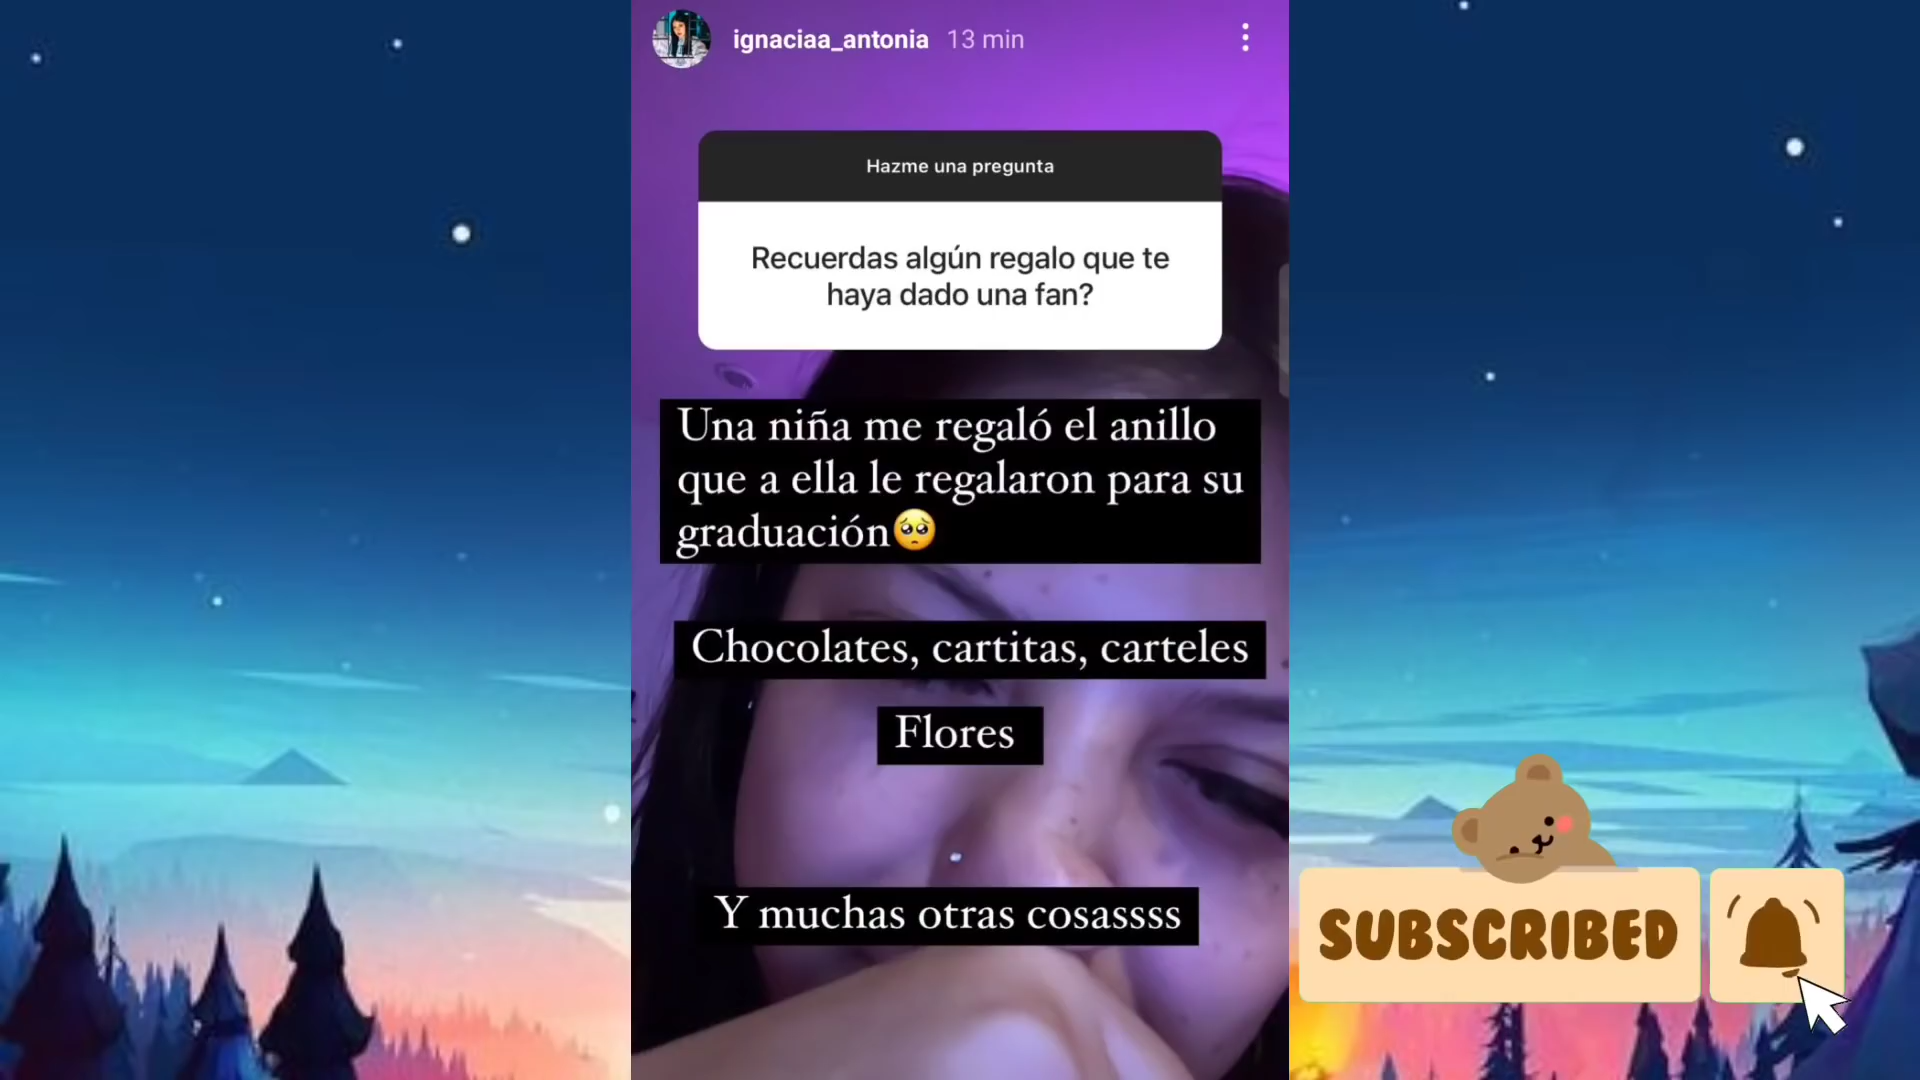 ignaciaa_antonia 13 min
Hazme una pregunta
Recuerdas algún regalo que te
haya dado una fan?
Una niña me regaló el anillo
que a ella le regalaron para su
graduación🥺
Chocolates, cartitas, carteles
Flores
Y muchas otras cosassss
SUBSCRIBED